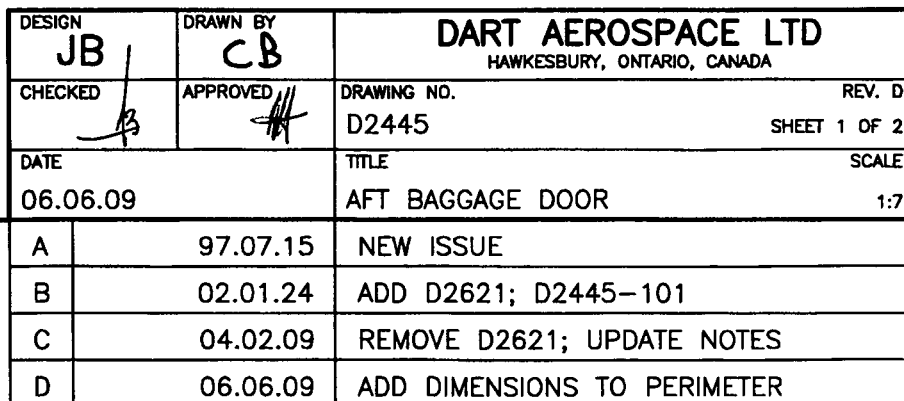 DESIGN
JB
DRAWN BY
CB
DART AEROSPACE LTD
HAWKESBURY, ONTARIO, CANADA
CHECKED
APPROVED
DRAWING NO.
REV. D
D2445
SHEET 1 OF 2
DATE
TITLE
SCALE
06.06.09
AFT BAGGAGE DOOR
1:7
A 97.07.15 NEW ISSUE
B 02.01.24 ADD D2621; D2445-101
C 04.02.09 REMOVE D2621; UPDATE NOTES
D 06.06.09 ADD DIMENSIONS TO PERIMETER